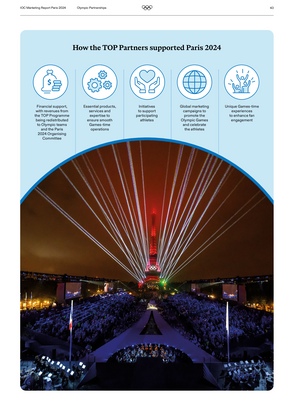 IOC Marketing Report Paris 2024 Olympic Partnerships 40
How the TOP Partners supported Paris 2024
Financial support,
with revenues from
the TOP Programme
being redistributed
to Olympic teams
and the Paris
2024 Organising
Committee
Essential products,
services and
expertise to
ensure smooth
Games-time
operations
Initiatives
to support
participating
athletes
Global marketing
campaigns to
promote the
Olympic Games
and celebrate
the athletes
Unique Games-time
experiences
to enhance fan
engagement